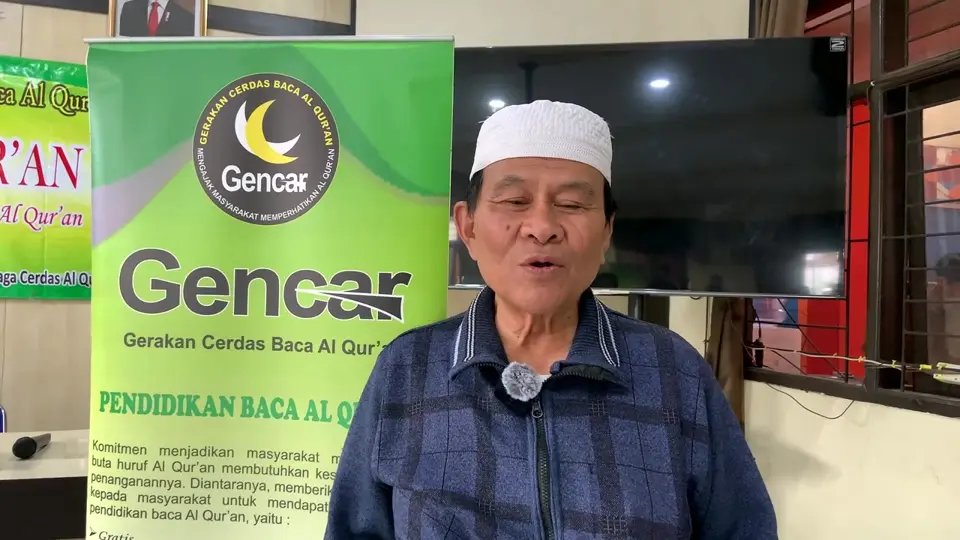 ca Al Qur
R'AN
Al Qur'an
aga Cerdas Al Q
GERAKAN CERDAS BACA AL QUR'AN
Gencar
MENGAJAK MASYARAKAT MEMPERHATIKAN AL QUR'AN
Gencar
Gerakan Cerdas Baca Al Qur'a
PENDIDIKAN BACA AL Q
Komitmen menjadikan masyarakat m
buta huruf Al Qur'an membutuhkan kes
penanganannya. Diantaranya, memberik
kepada masyarakat untuk mendapat
pendidikan baca Al Qur'an, yaitu :
Gratis